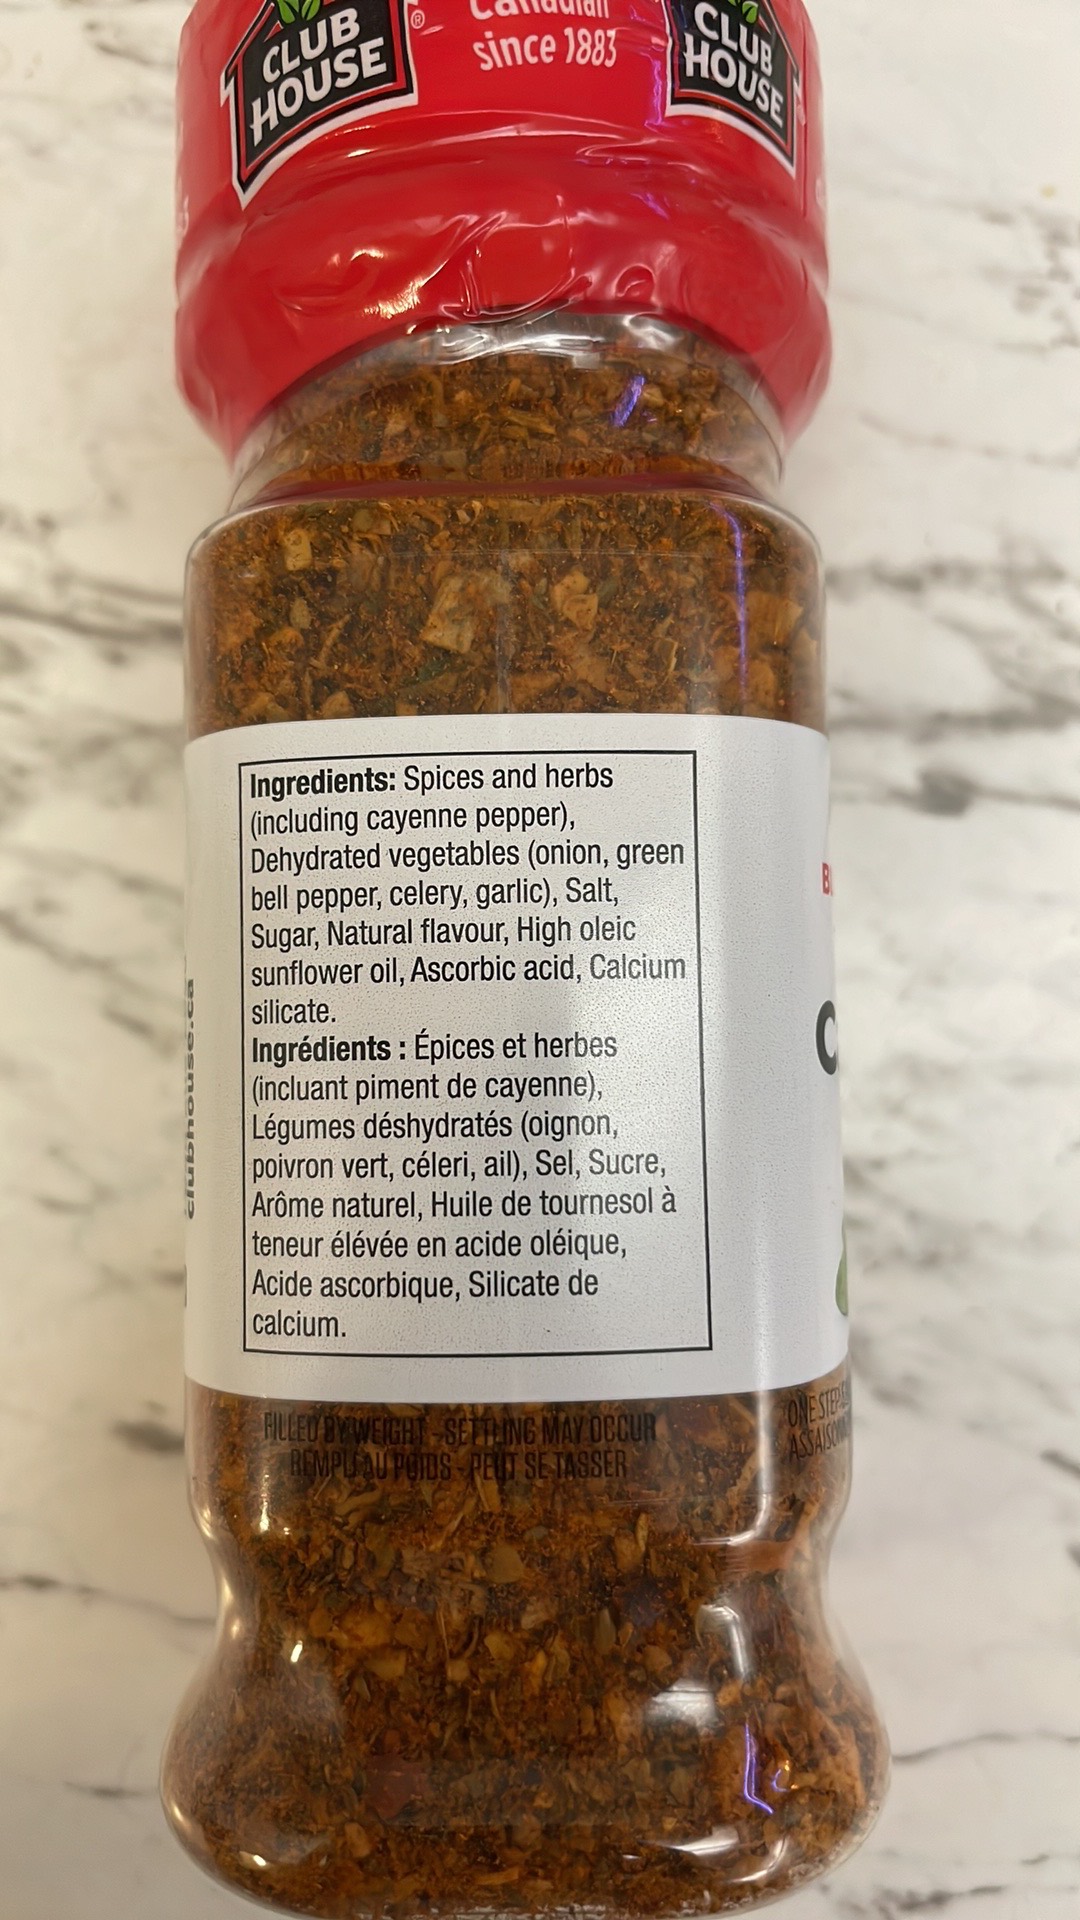 CLUB
HOUSE
®
Canadian
since 1883
CLUB
HOUSE
Ingredients: Spices and herbs
(including cayenne pepper),
Dehydrated vegetables (onion, green
bell pepper, celery, garlic), Salt,
Sugar, Natural flavour, High oleic
sunflower oil, Ascorbic acid, Calcium
silicate.
Ingrédients : Épices et herbes
(incluant piment de cayenne),
Légumes déshydratés (oignon,
poivron vert, céleri, ail), Sel, Sucre,
Arôme naturel, Huile de tournesol à
teneur élévée en acide oléique,
Acide ascorbique, Silicate de
calcium.
clubhouse.ca
FILLED BY WEIGHT - SETTLING MAY OCCUR
REMPLI AU POIDS - PEUT SE TASSER
ONE STEP